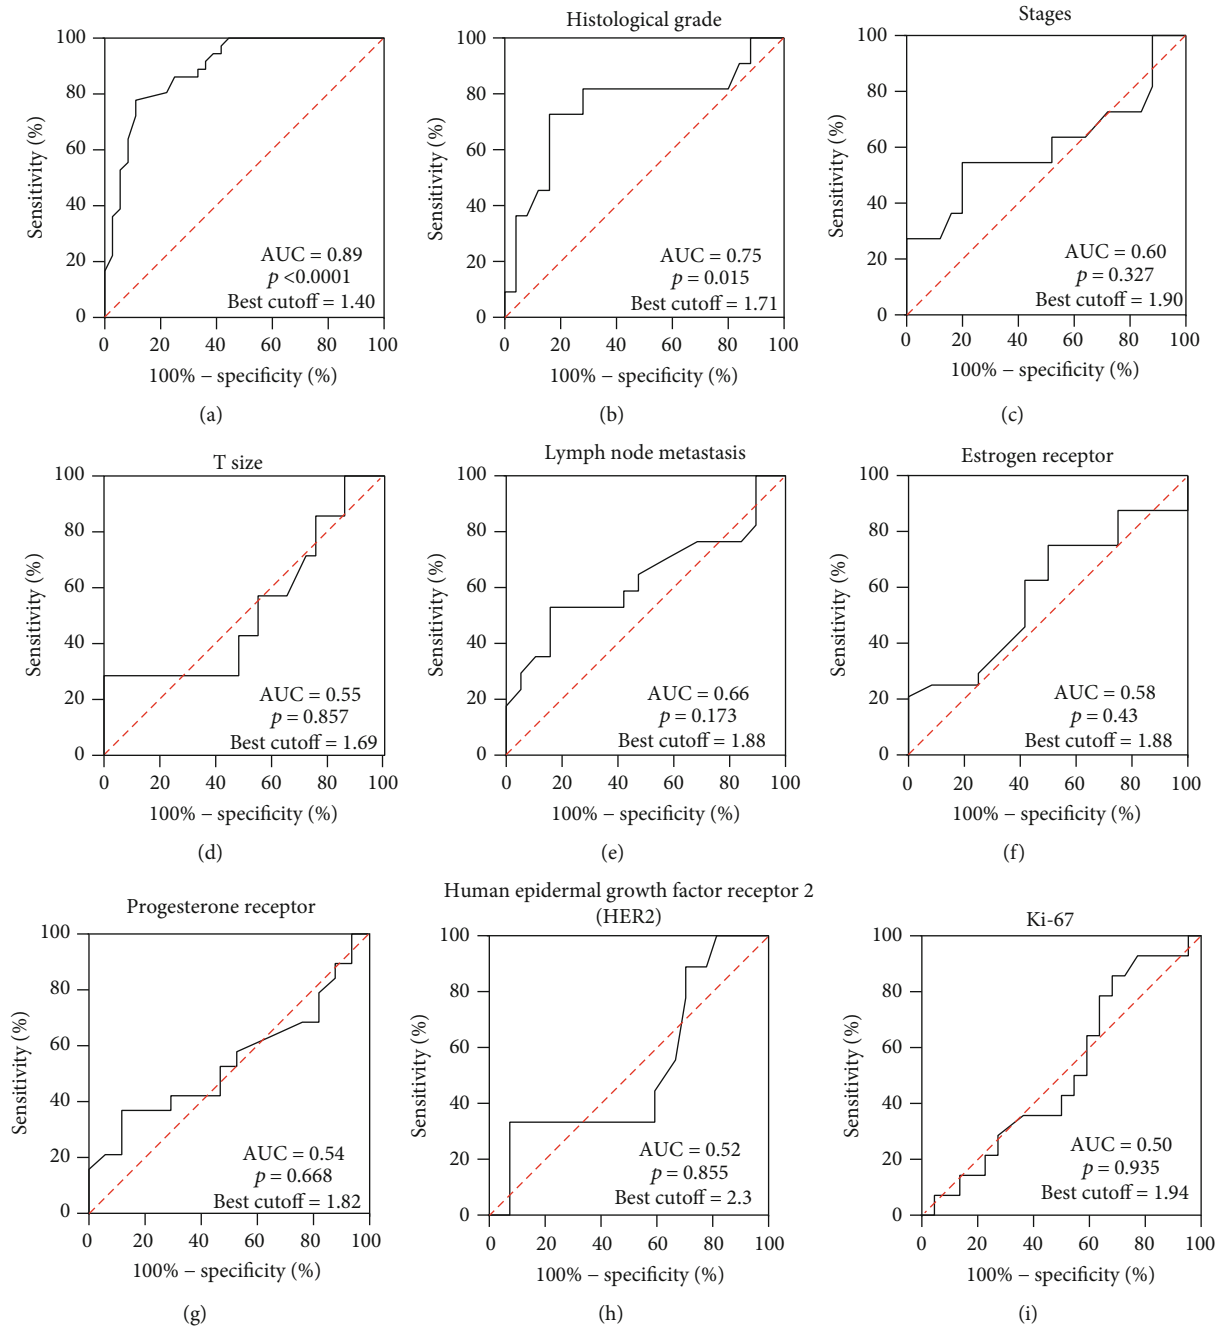 100
80
60
40
20
0
Sensitivity (%)
AUC = 0.89
p <0.0001
Best cutoff = 1.40
0 20 40 60 80 100
100% − specificity (%)
(a)
Histological grade
100
80
60
40
20
0
Sensitivity (%)
AUC = 0.75
p = 0.015
Best cutoff = 1.71
0 20 40 60 80 100
100% − specificity (%)
(b)
Stages
100
80
60
40
20
0
Sensitivity (%)
AUC = 0.60
p = 0.327
Best cutoff = 1.90
0 20 40 60 80 100
100% − specificity (%)
(c)
T size
100
80
60
40
20
0
Sensitivity (%)
AUC = 0.55
p = 0.857
Best cutoff = 1.69
0 20 40 60 80 100
100% − specificity (%)
(d)
Lymph node metastasis
100
80
60
40
20
0
Sensitivity (%)
AUC = 0.66
p = 0.173
Best cutoff = 1.88
0 20 40 60 80 100
100% − specificity (%)
(e)
Estrogen receptor
100
80
60
40
20
0
Sensitivity (%)
AUC = 0.58
p = 0.43
Best cutoff = 1.88
0 20 40 60 80 100
100% − specificity (%)
(f)
Progesterone receptor
100
80
60
40
20
0
Sensitivity (%)
AUC = 0.54
p = 0.668
Best cutoff = 1.82
0 20 40 60 80 100
100% − specificity (%)
(g)
Human epidermal growth factor receptor 2
(HER2)
100
80
60
40
20
0
Sensitivity (%)
AUC = 0.52
p = 0.855
Best cutoff = 2.3
0 20 40 60 80 100
100% − specificity (%)
(h)
Ki-67
100
80
60
40
20
0
Sensitivity (%)
AUC = 0.50
p = 0.935
Best cutoff = 1.94
0 20 40 60 80 100
100% − specificity (%)
(i)